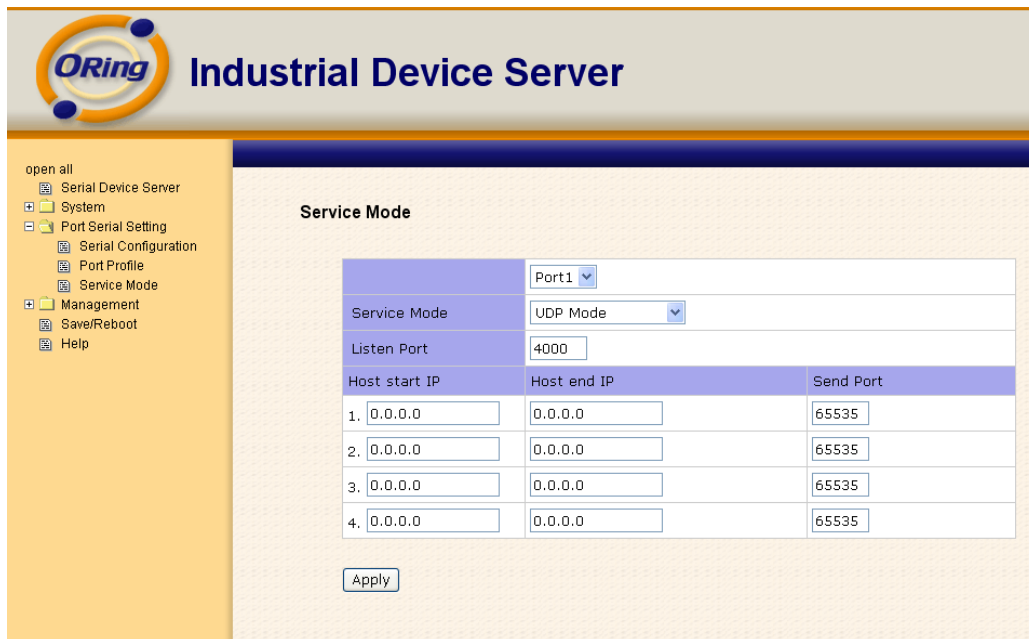 ORing
Industrial Device Server
open all
Serial Device Server
System
Port Serial Setting
Serial Configuration
Port Profile
Service Mode
Management
Save/Reboot
Help
Service Mode
Port1
Service Mode UDP Mode
Listen Port 4000
Host start IP Host end IP Send Port
1. 0.0.0.0 0.0.0.0 65535
2. 0.0.0.0 0.0.0.0 65535
3. 0.0.0.0 0.0.0.0 65535
4. 0.0.0.0 0.0.0.0 65535
Apply